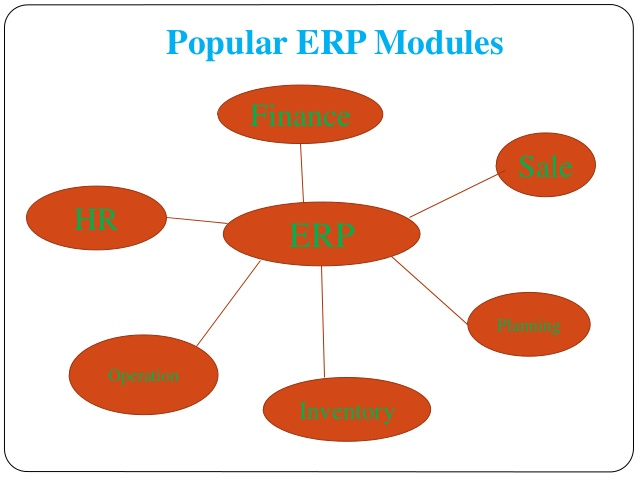 Popular ERP Modules
Finance
Sale
HR
ERP
Planning
Operation
Inventory